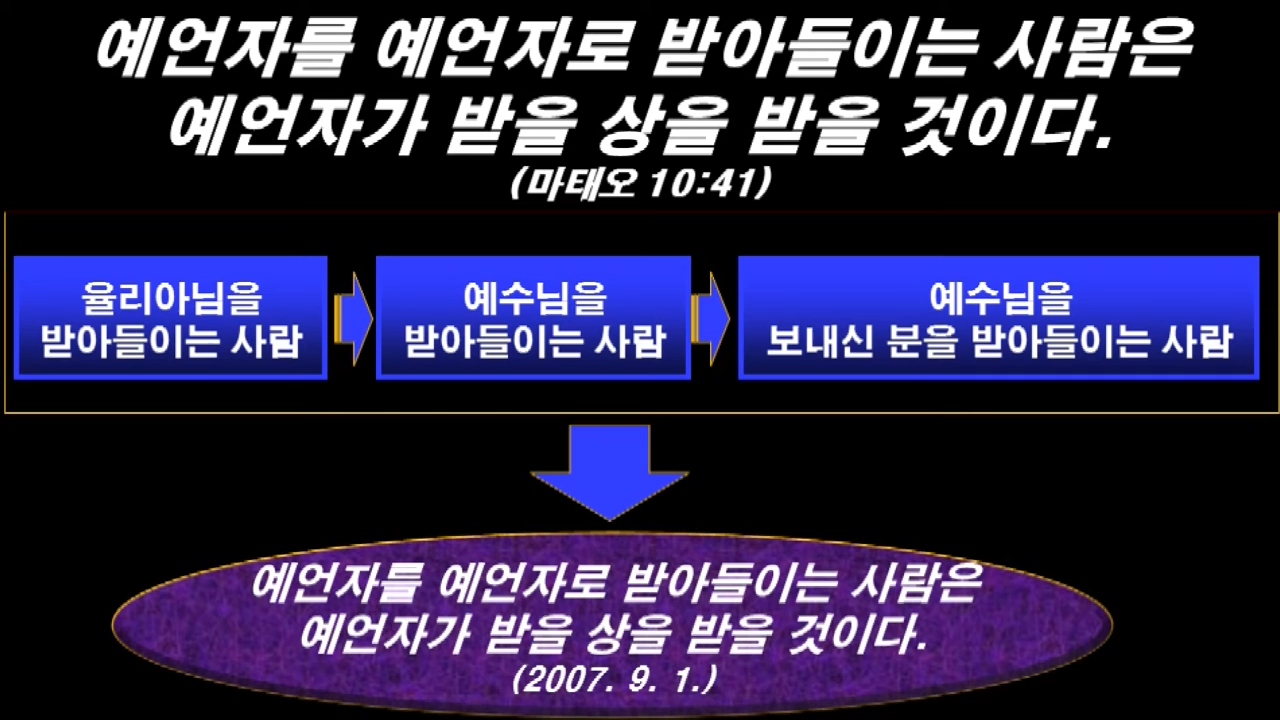 예언자를 예언자로 받아들이는 사람은
예언자가 받을 상을 받을 것이다.
(마태오 10:41)
율리아님을
받아들이는 사람
예수님을
받아들이는 사람
예수님을
보내신 분을 받아들이는 사람
예언자를 예언자로 받아들이는 사람은
예언자가 받을 상을 받을 것이다.
(2007. 9. 1.)